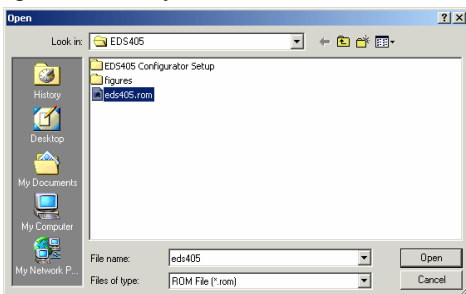 Open
Look in: EDS405
EDS405 Configurator Setup
figures
eds405.rom
History
Desktop
My Documents
My Computer
My Network P...
File name: eds405 Open
Files of type: ROM File (*.rom) Cancel